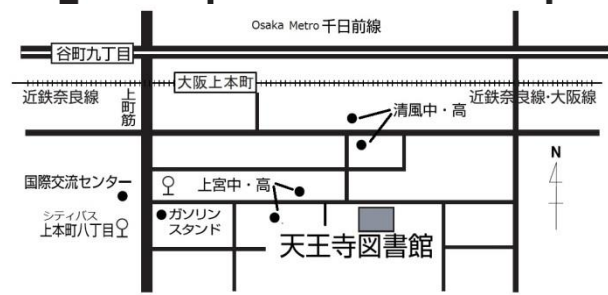 Osaka Metro 千日前線
谷町九丁目
大阪上本町
近鉄奈良線
上町筋
近鉄奈良線・大阪線
清風中・高
N
国際交流センター
上宮中・高
シティバス
上本町八丁目
ガソリン
スタンド
天王寺図書館